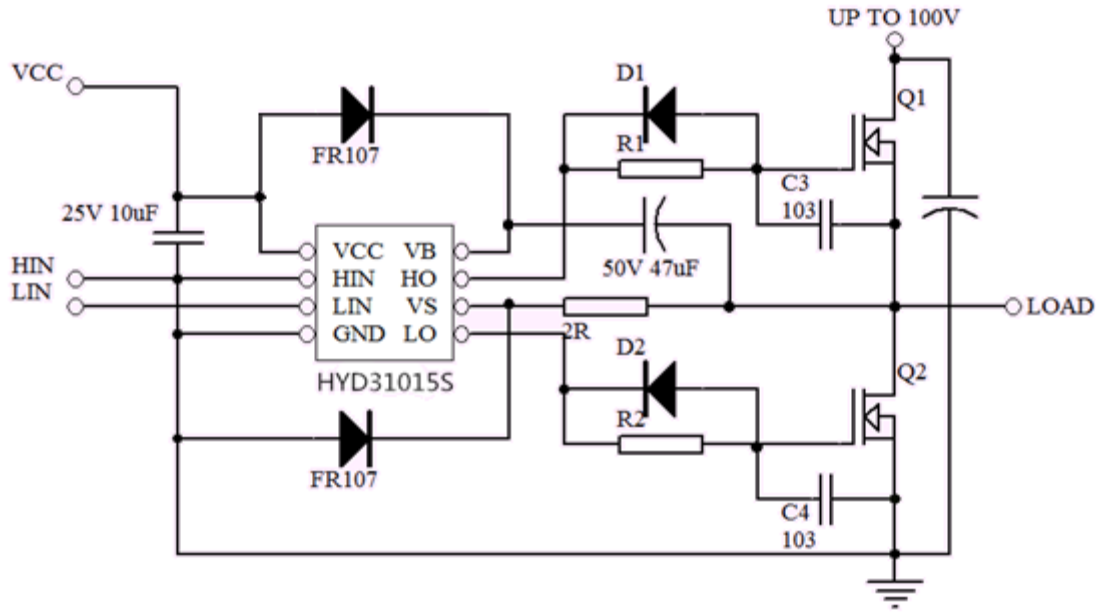 UP TO 100V
VCC
D1
Q1
FR107
R1
25V 10uF
C3
103
HIN
LIN
VCC VB
HIN HO
LIN VS
GND LO
50V 47uF
LOAD
2R
D2
HYD31015S
Q2
R2
FR107
C4
103